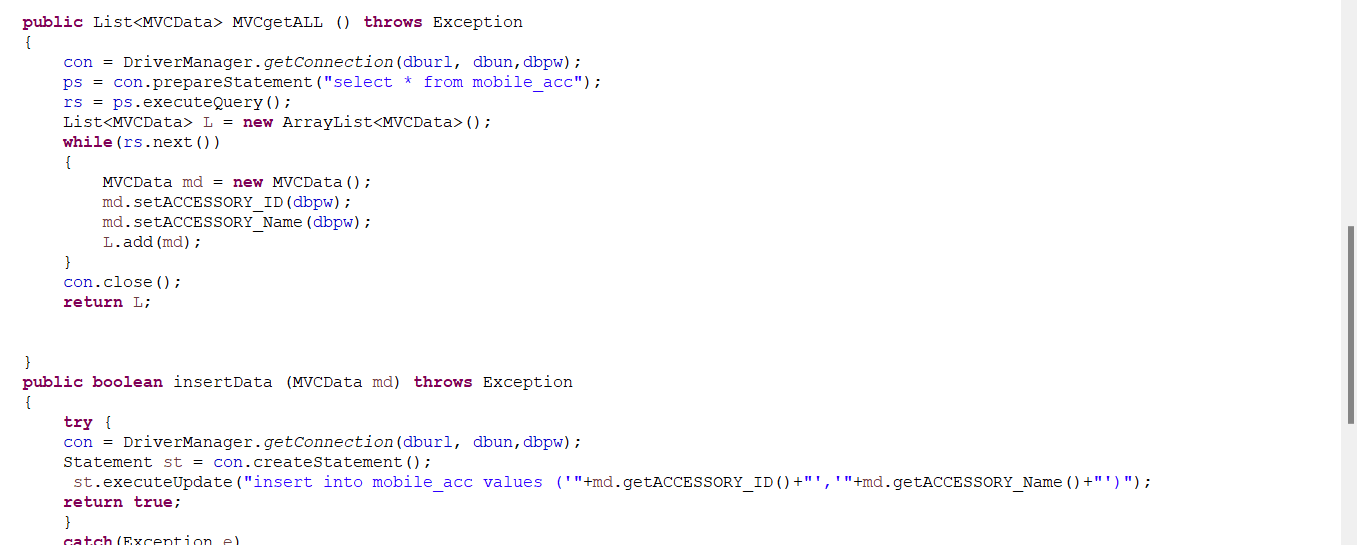 public List<MVCData> MVCgetALL () throws Exception
{
con = DriverManager.getConnection(dburl, dbun,dbpw);
ps = con.prepareStatement("select * from mobile_acc");
rs = ps.executeQuery();
List<MVCData> L = new ArrayList<MVCData>();
while(rs.next())
{
MVCData md = new MVCData();
md.setACCESSORY_ID(dbpw);
md.setACCESSORY_Name(dbpw);
L.add(md);
}
con.close();
return L;
}
public boolean insertData (MVCData md) throws Exception
{
try {
con = DriverManager.getConnection(dburl, dbun,dbpw);
Statement st = con.createStatement();
st.executeUpdate("insert into mobile_acc values ('"+md.getACCESSORY_ID()+"','"+md.getACCESSORY_Name()+"')");
return true;
}
catch(Exception e)